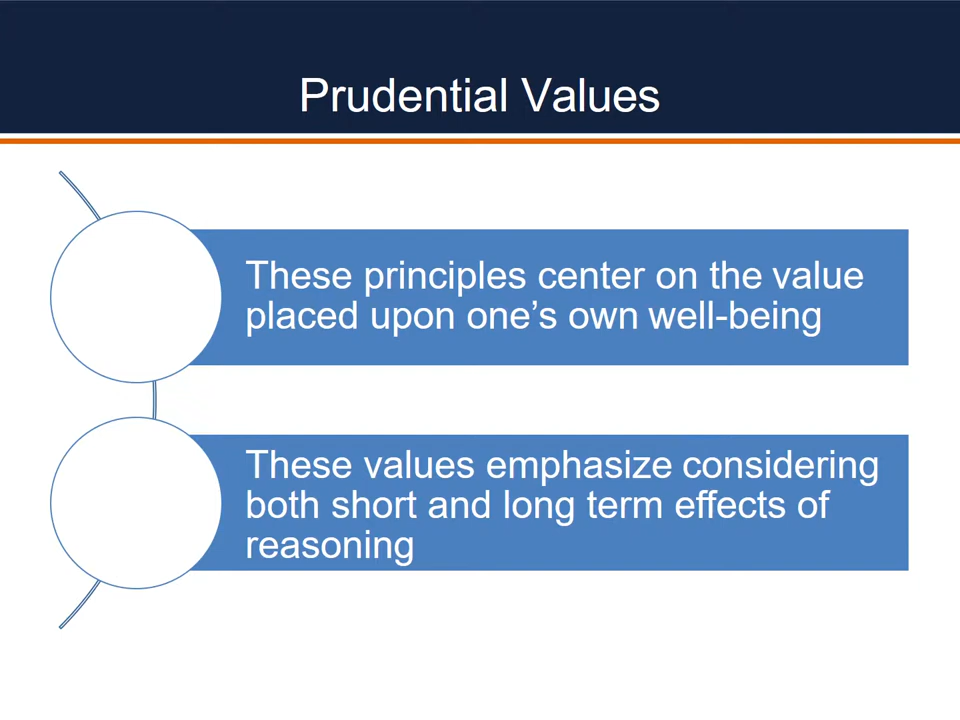 Prudential Values
These principles center on the value
placed upon one’s own well-being
These values emphasize considering
both short and long term effects of
reasoning